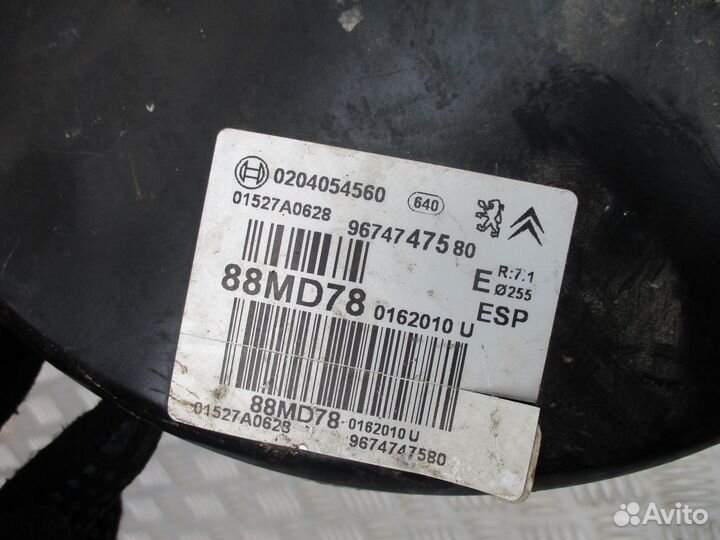 0204054560 640
01527A0628
9674747580
R:7.1
E Ø255
88MD78 0162010 U ESP
88MD78 0162010 U
01527A0628 9674747580
Avito